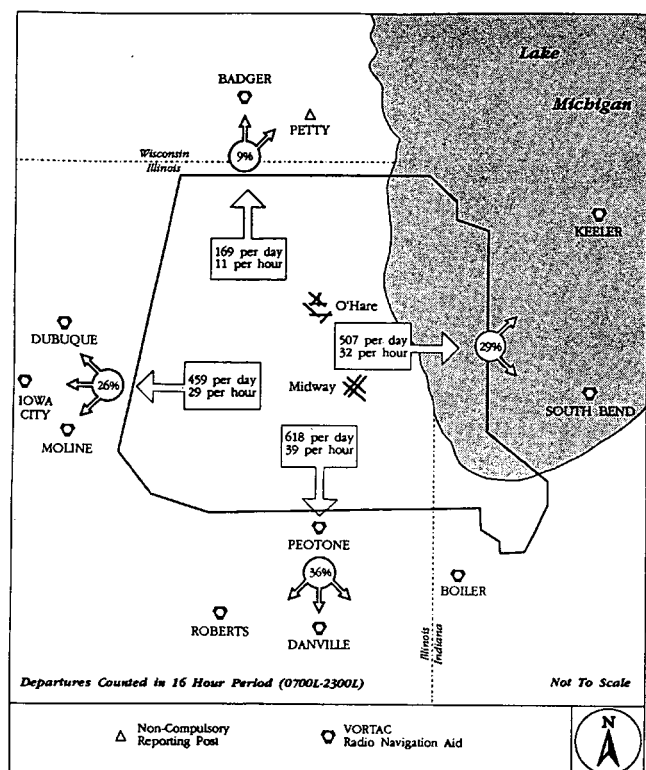 Lake
Michigan
BADGER
PETTY
Wisconsin
Illinois
9%
KEELER
169 per day
11 per hour
O'Hare
DUBUQUE
507 per day
32 per hour
29%
IOWA
CITY
26%
459 per day
29 per hour
Midway
SOUTH BEND
MOLINE
618 per day
39 per hour
PEOTONE
36%
BOILER
ROBERTS
DANVILLE
Illinois
Indiana
Departures Counted in 16 Hour Period (0700L-2300L)
Not To Scale
Non-Compulsory
Reporting Post
VORTAC
Radio Navigation Aid
N